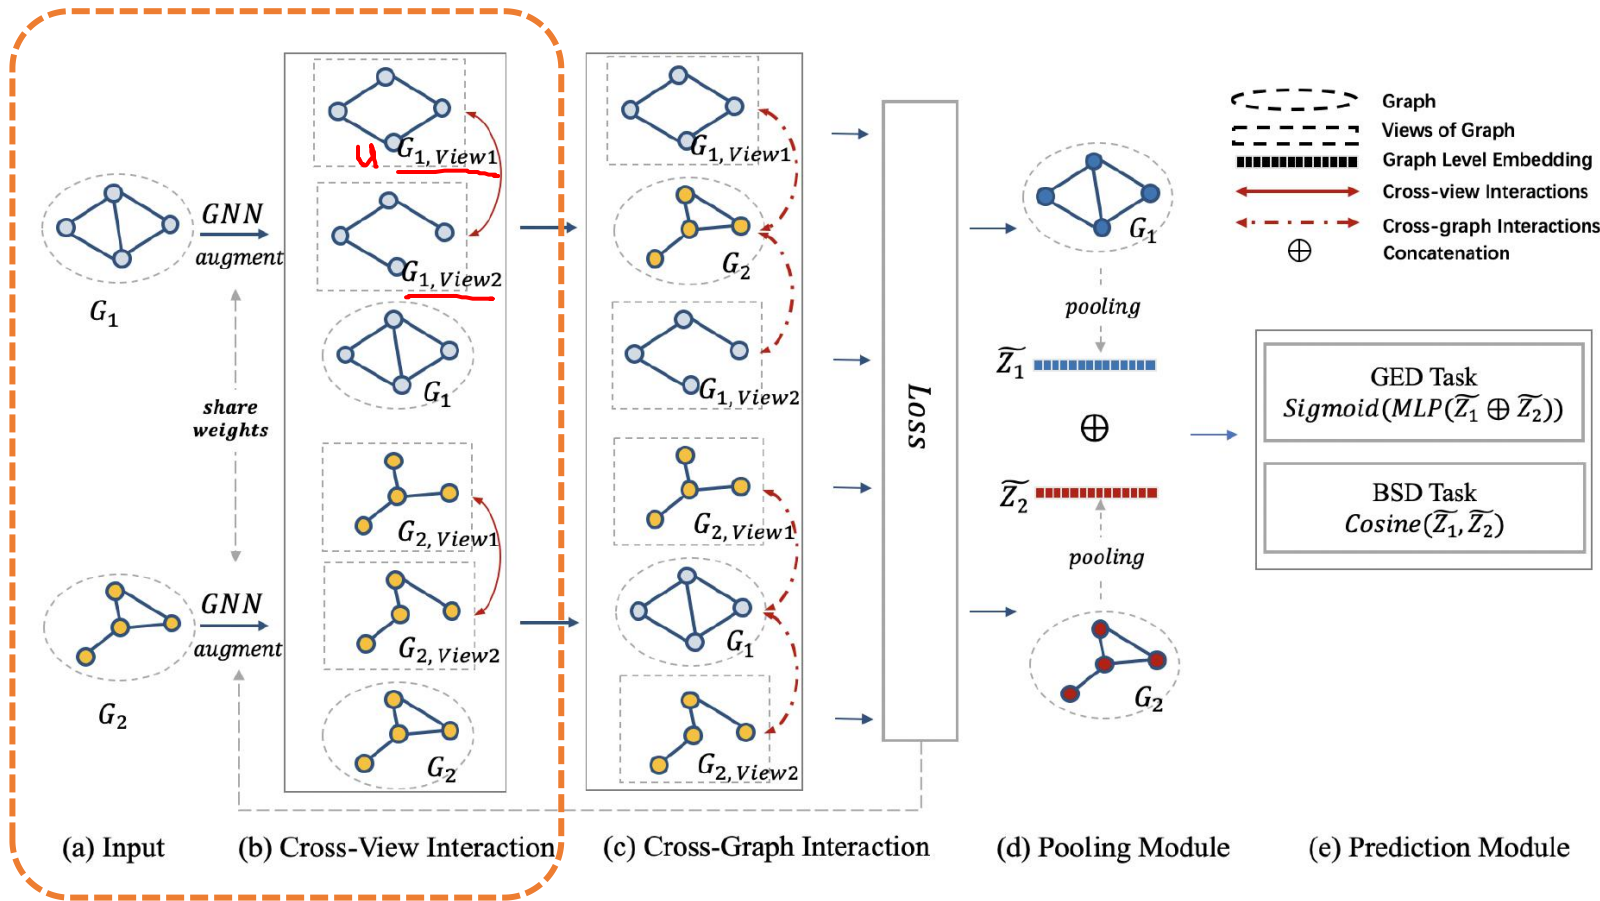 G₁
GNN
augment
share
weights
G₂
GNN
augment
u G₁,View1
G₁,View2
G₁
G₂,View1
G₂,View2
G₂
G₁,View1
G₂
G₁,View2
G₂,View1
G₁
G₂,View2
Loss
G₁
pooling
Z̃₁
⊕
Z̃₂
pooling
G₂
Graph
Views of Graph
Graph Level Embedding
Cross-view Interactions
Cross-graph Interactions
⊕ Concatenation
GED Task
Sigmoid(MLP(Z̃₁ ⊕ Z̃₂))
BSD Task
Cosine(Z̃₁, Z̃₂)
(a) Input
(b) Cross-View Interaction
(c) Cross-Graph Interaction
(d) Pooling Module
(e) Prediction Module